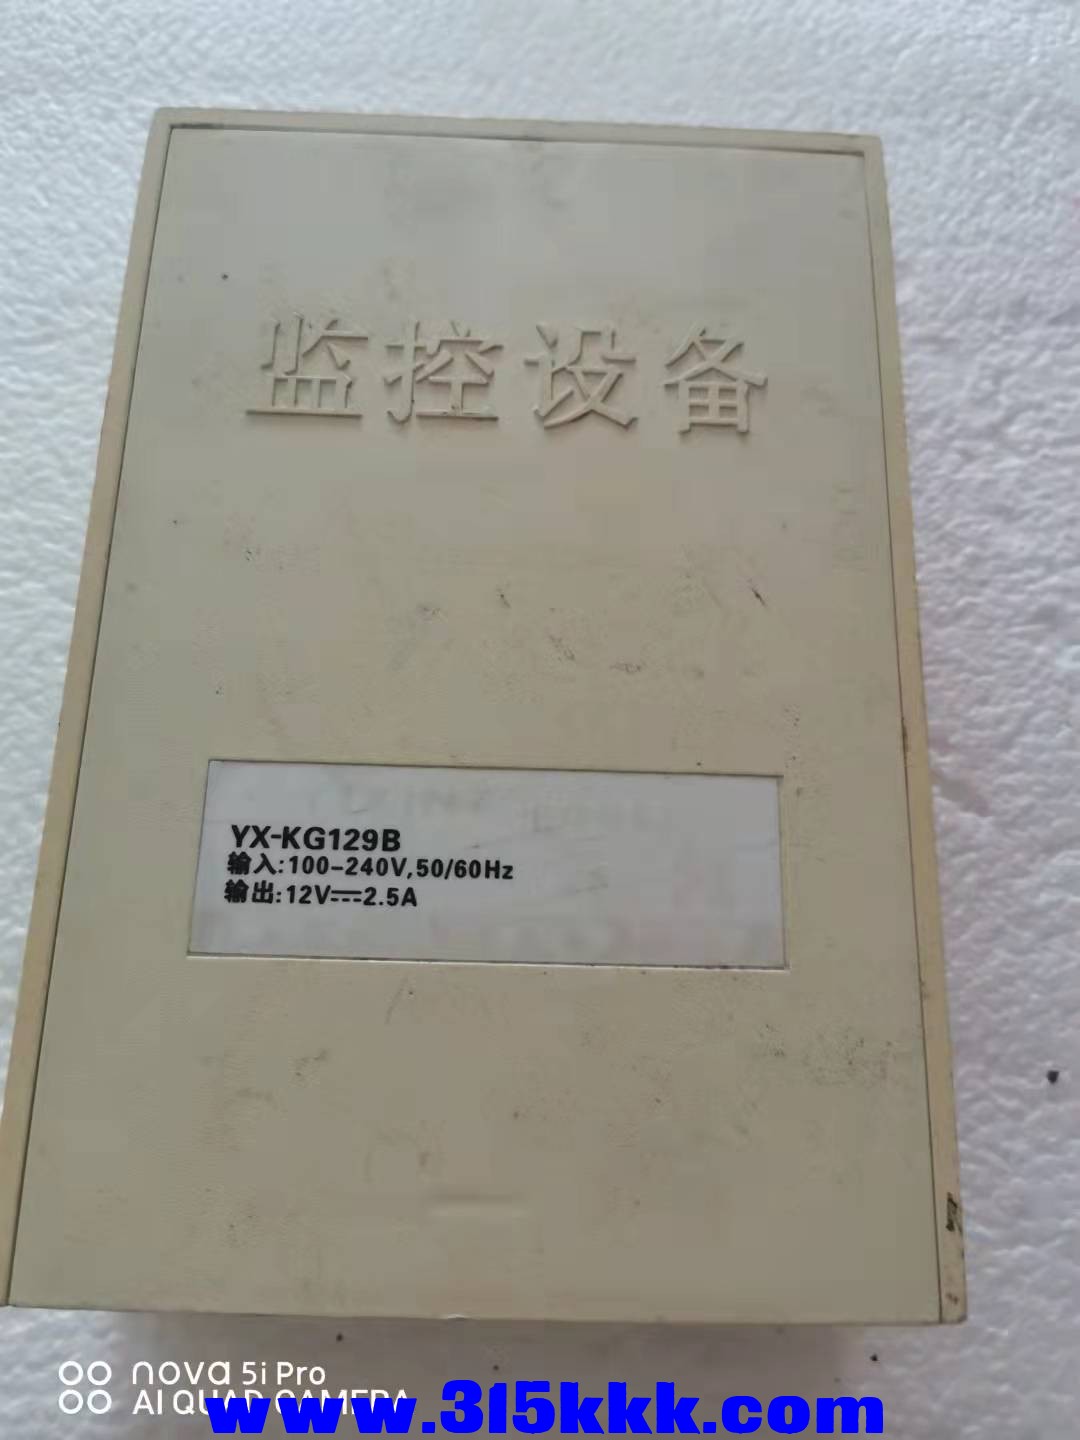 监控设备
YX-KG129B
输入:100-240V,50/60Hz
输出:12V⎓2.5A
nova 5i Pro
AI QUAD CAMERA
www.315kkk.com